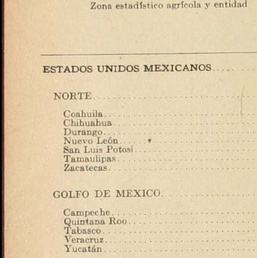 Zona estadístico agrícola y entidad
ESTADOS UNIDOS MEXICANOS
NORTE
Coahuila
Chihuahua
Durango
Nuevo León
San Luis Potosí
Tamaulipas
Zacatecas
GOLFO DE MEXICO
Campeche
Quintana Roo
Tabasco
Veracruz
Yucatán